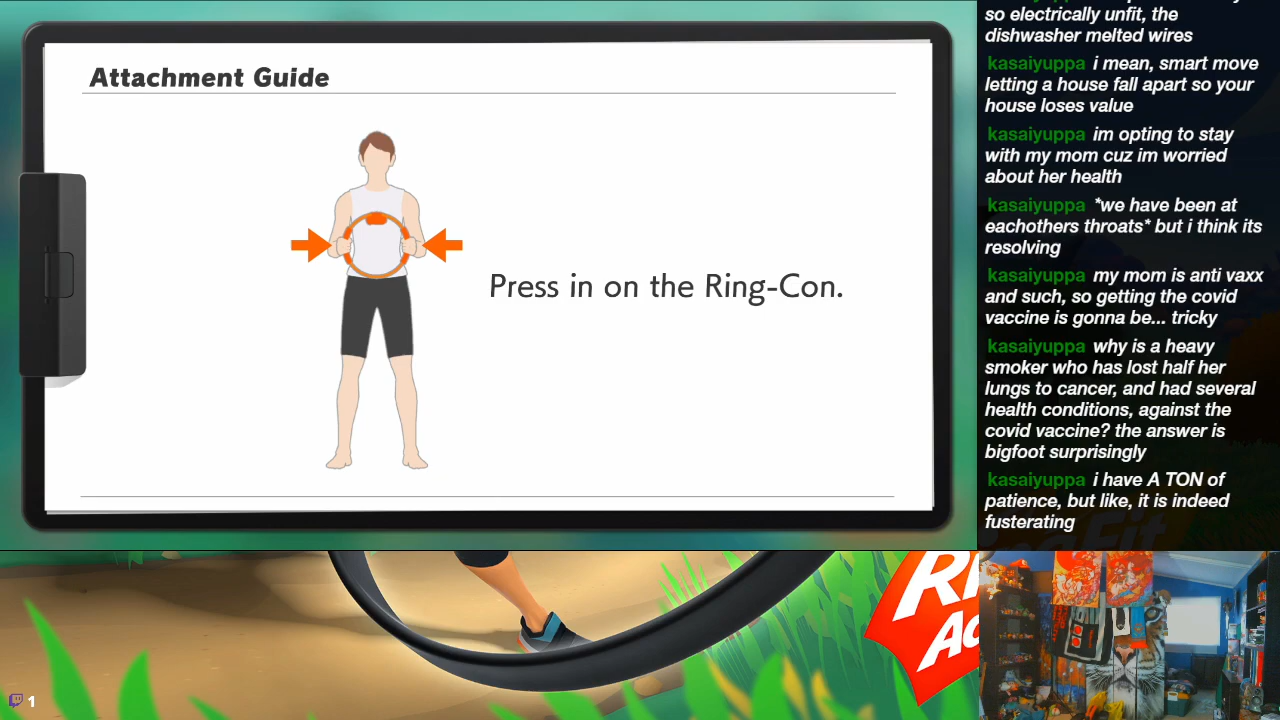 Attachment Guide
Press in on the Ring-Con.
so electrically unfit, the
dishwasher melted wires
kasaiyuppa i mean, smart move
letting a house fall apart so your
house loses value
kasaiyuppa im opting to stay
with my mom cuz im worried
about her health
kasaiyuppa *we have been at
eachothers throats* but i think its
resolving
kasaiyuppa my mom is anti vaxx
and such, so getting the covid
vaccine is gonna be... tricky
kasaiyuppa why is a heavy
smoker who has lost half her
lungs to cancer, and had several
health conditions, against the
covid vaccine? the answer is
bigfoot surprisingly
kasaiyuppa i have A TON of
patience, but like, it is indeed
fusterating
1